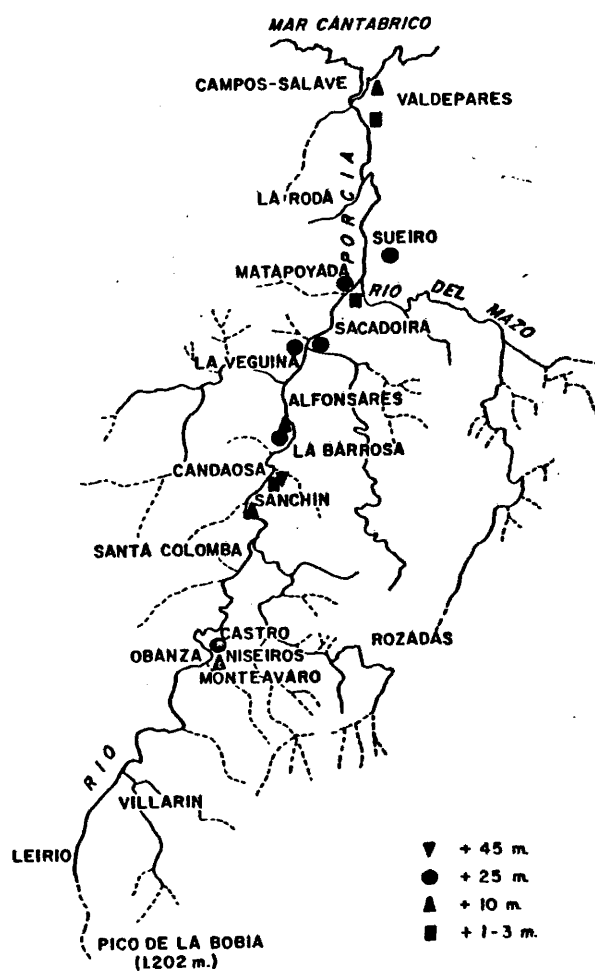 MAR CANTABRICO
CAMPOS-SALAVE
VALDEPARES
LA RODA
PORCIA
SUEIRO
MATAPOYADA
RIO DEL MAZO
SACADOIRA
LA VEGUINA
ALFONSARES
LA BARROSA
CANDAOSA
SANCHIN
SANTA COLOMBA
CASTRO
ROZADAS
OBANZA
NISEIROS
MONTEAVARO
RIO
VILLARIN
LEIRIO
PICO DE LA BOBIA
(1.202 m.)
+ 45 m.
+ 25 m
+ 10 m.
+ 1-3 m.